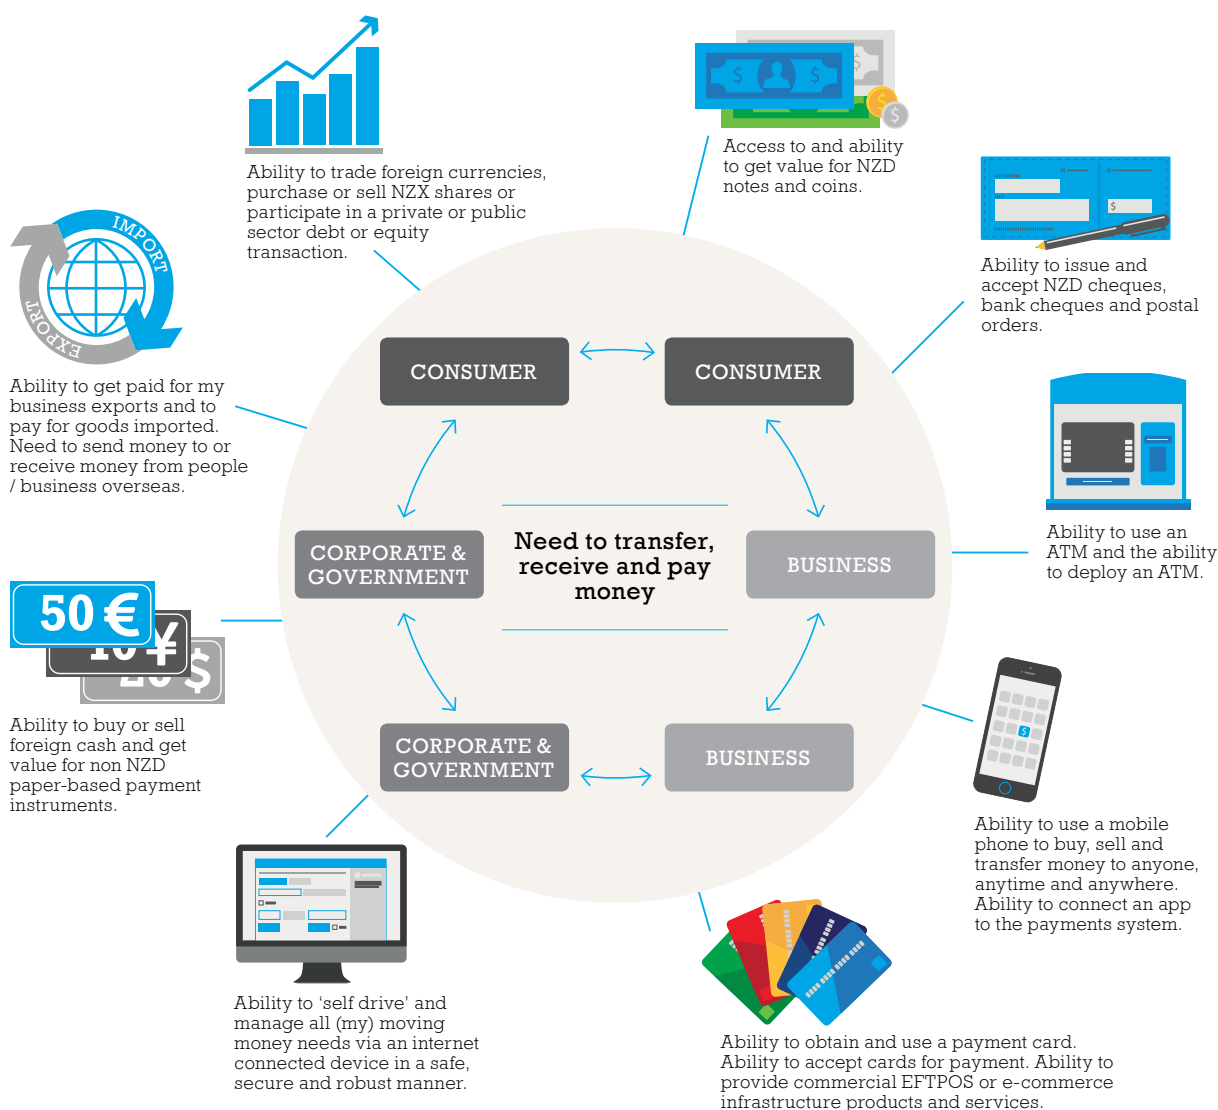 Ability to trade foreign currencies,
purchase or sell NZX shares or
participate in a private or public
sector debt or equity
transaction.
$ $ $
$
$
Access to and ability
to get value for NZD
notes and coins.
$
Ability to issue and
accept NZD cheques,
bank cheques and postal
orders.
IMPORT
EXPORT
Ability to get paid for my
business exports and to
pay for goods imported.
Need to send money to or
receive money from people
/ business overseas.
CONSUMER
CONSUMER
Ability to use an
ATM and the ability
to deploy an ATM.
CORPORATE &
GOVERNMENT
Need to transfer,
receive and pay
money
BUSINESS
50 €
10 ¥
20 $
Ability to buy or sell
foreign cash and get
value for non NZD
paper-based payment
instruments.
CORPORATE &
GOVERNMENT
BUSINESS
$
Ability to use a mobile
phone to buy, sell and
transfer money to anyone,
anytime and anywhere.
Ability to connect an app
to the payments system.
Ability to ‘self drive’ and
manage all (my) moving
money needs via an internet
connected device in a safe,
secure and robust manner.
Ability to obtain and use a payment card.
Ability to accept cards for payment. Ability to
provide commercial EFTPOS or e-commerce
infrastructure products and services.